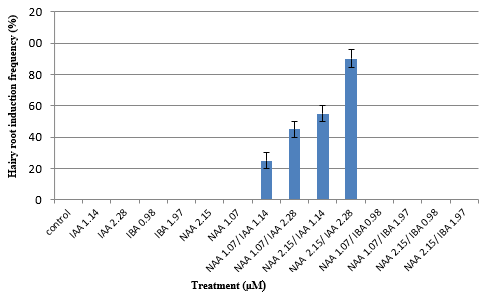 Hairy root induction frequency (%)
20
00
80
60
40
20
0
control
IAA 1.14
IAA 2.28
IBA 0.98
IBA 1.97
NAA 2.15
NAA 1.07
NAA 1.07/ IAA 1.14
NAA 1.07/ IAA 2.28
NAA 2.15/ IAA 1.14
NAA 2.15/ IAA 2.28
NAA 1.07/ IBA 0.98
NAA 1.07/ IBA 1.97
NAA 2.15/ IBA 0.98
NAA 2.15/ IBA 1.97
Treatment (µM)